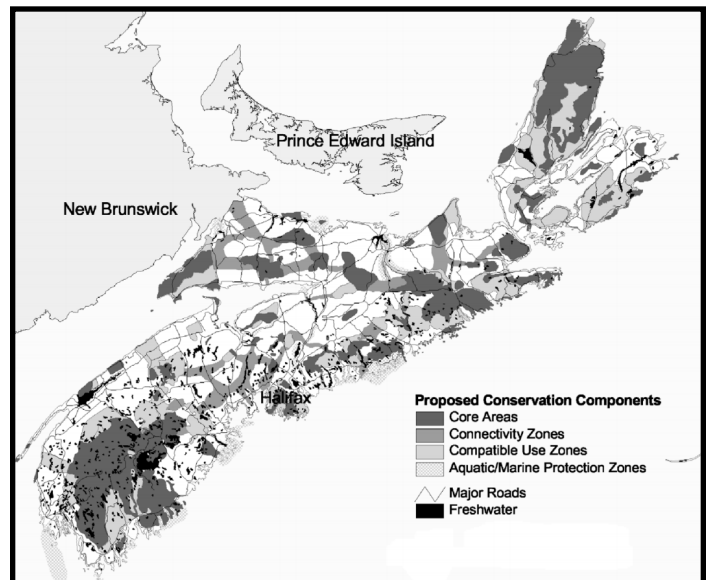 Prince Edward Island
New Brunswick
Halifax
Proposed Conservation Components
Core Areas
Connectivity Zones
Compatible Use Zones
Aquatic/Marine Protection Zones
Major Roads
Freshwater